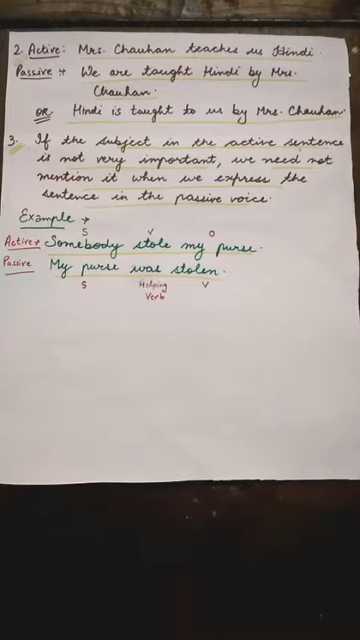 2. Active: Mrs. Chauhan teaches us Hindi.
Passive :→ We are taught Hindi by Mrs.
Chauhan.
OR Hindi is taught to us by Mrs. Chauhan
3. If the subject in the active sentence
is not very important, we need not
mention it when we express the
sentence in the passive voice.
Example →
S V O
Active→ Somebody stole my purse.
Passive My purse was stolen.
S Helping V
Verb